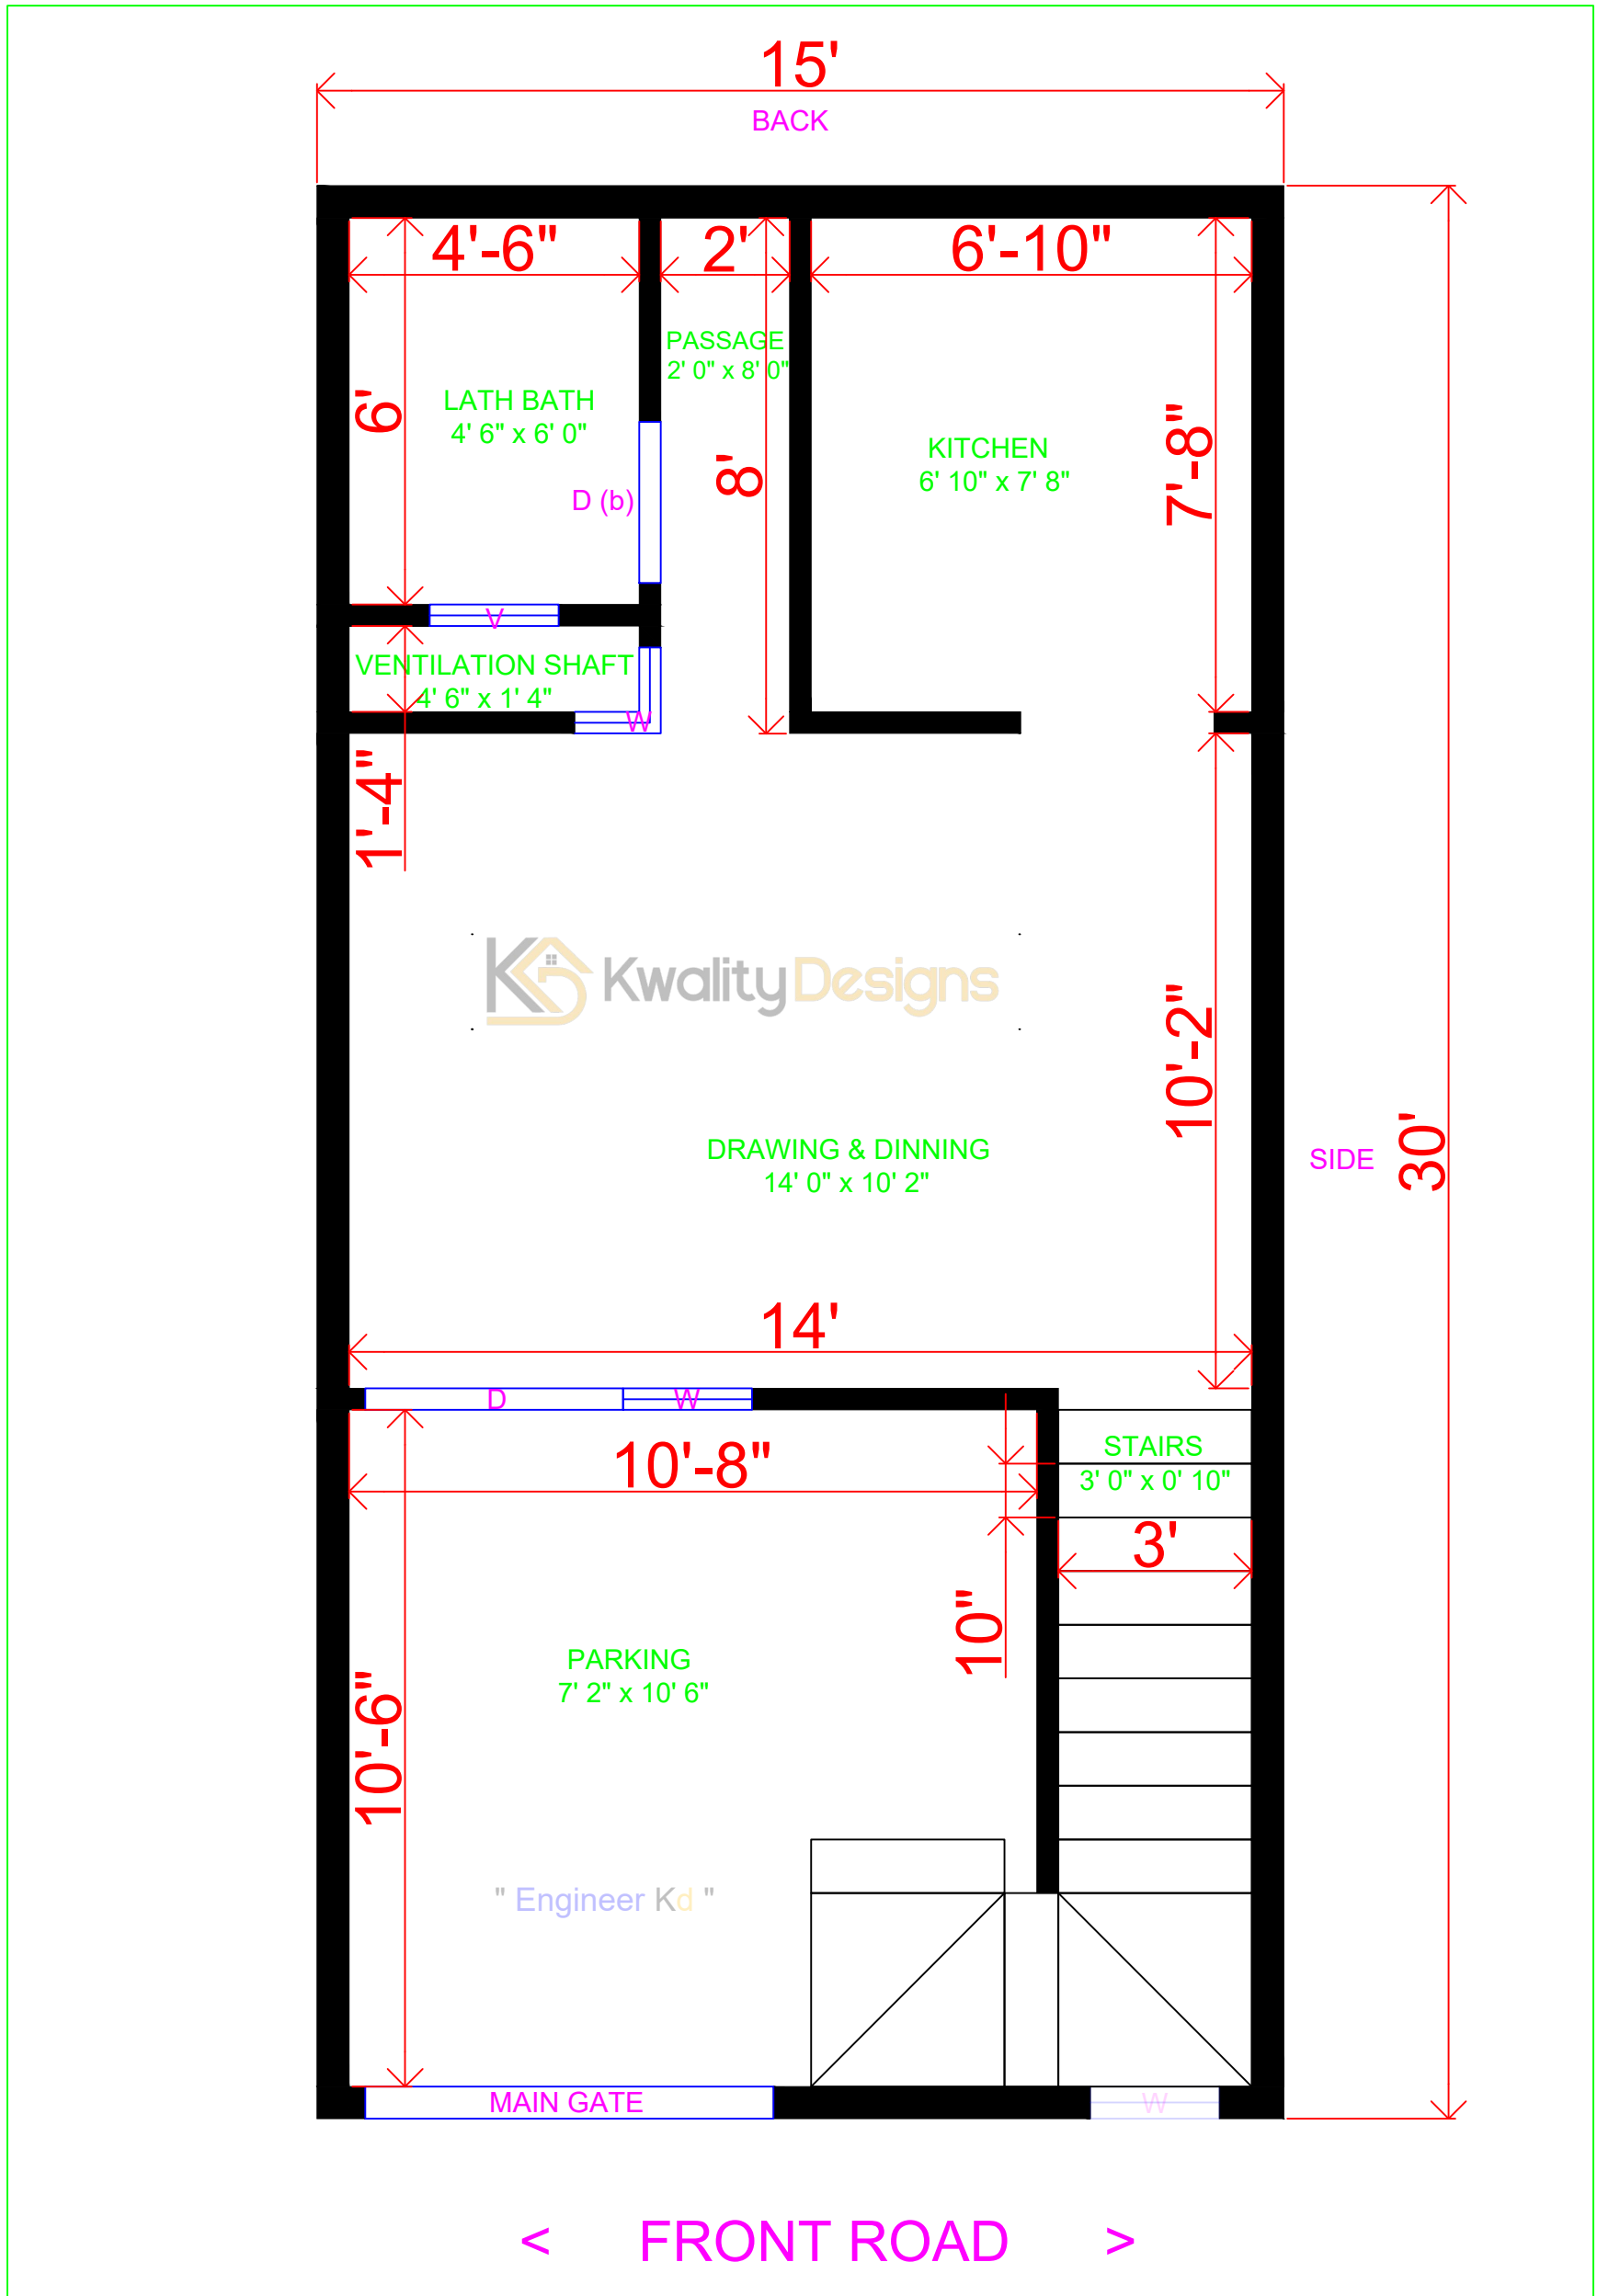 15'
BACK
4'-6"
2'
6'-10"
PASSAGE
2' 0" x 8' 0"
LATH BATH
4' 6" x 6' 0"
6'
8'
KITCHEN
6' 10" x 7' 8"
7'-8"
D (b)
V
VENTILATION SHAFT
4' 6" x 1' 4"
W
1'-4"
Kwality Designs
10'-2"
DRAWING & DINNING
14' 0" x 10' 2"
SIDE
30'
14'
D
W
10'-8"
STAIRS
3' 0" x 0' 10"
3'
10"
PARKING
7' 2" x 10' 6"
10'-6"
" Engineer Kd "
MAIN GATE
W
< FRONT ROAD >